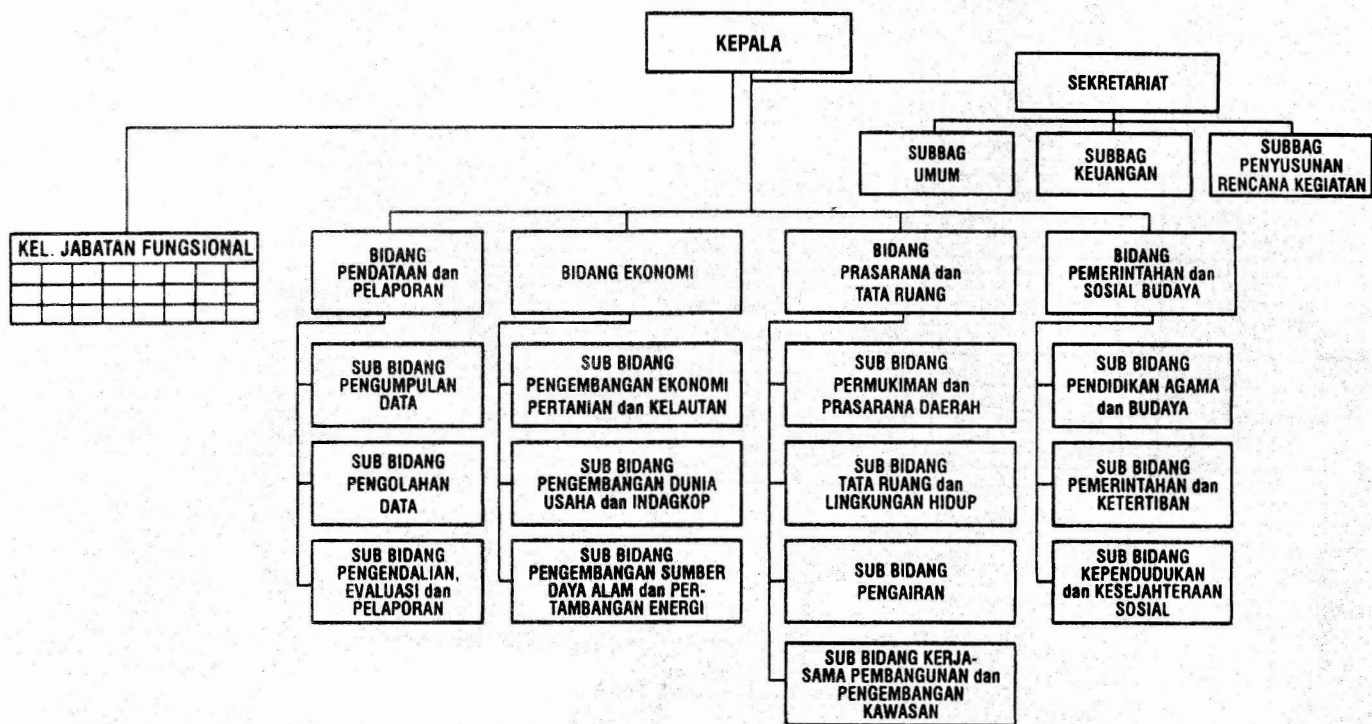 KEPALA
SEKRETARIAT
SUBBAG
UMUM
SUBBAG
KEUANGAN
SUBBAG
PENYUSUNAN
RENCANA KEGIATAN
KEL. JABATAN FUNGSIONAL
BIDANG
PENDATAAN dan
PELAPORAN
SUB BIDANG
PENGUMPULAN
DATA
SUB BIDANG
PENGOLAHAN
DATA
SUB BIDANG
PENGENDALIAN,
EVALUASI dan
PELAPORAN
BIDANG EKONOMI
SUB BIDANG
PENGEMBANGAN EKONOMI
PERTANIAN dan KELAUTAN
SUB BIDANG
PENGEMBANGAN DUNIA
USAHA dan INDAGKOP
SUB BIDANG
PENGEMBANGAN SUMBER
DAYA ALAM dan PER-
TAMBANGAN ENERGI
BIDANG
PRASARANA dan
TATA RUANG
SUB BIDANG
PERMUKIMAN dan
PRASARANA DAERAH
SUB BIDANG
TATA RUANG dan
LINGKUNGAN HIDUP
SUB BIDANG
PENGAIRAN
SUB BIDANG KERJA-
SAMA PEMBANGUNAN dan
PENGEMBANGAN
KAWASAN
BIDANG
PEMERINTAHAN dan
SOSIAL BUDAYA
SUB BIDANG
PENDIDIKAN AGAMA
dan BUDAYA
SUB BIDANG
PEMERINTAHAN dan
KETERTIBAN
SUB BIDANG
KEPENDUDUKAN
dan KESEJAHTERAAN
SOSIAL